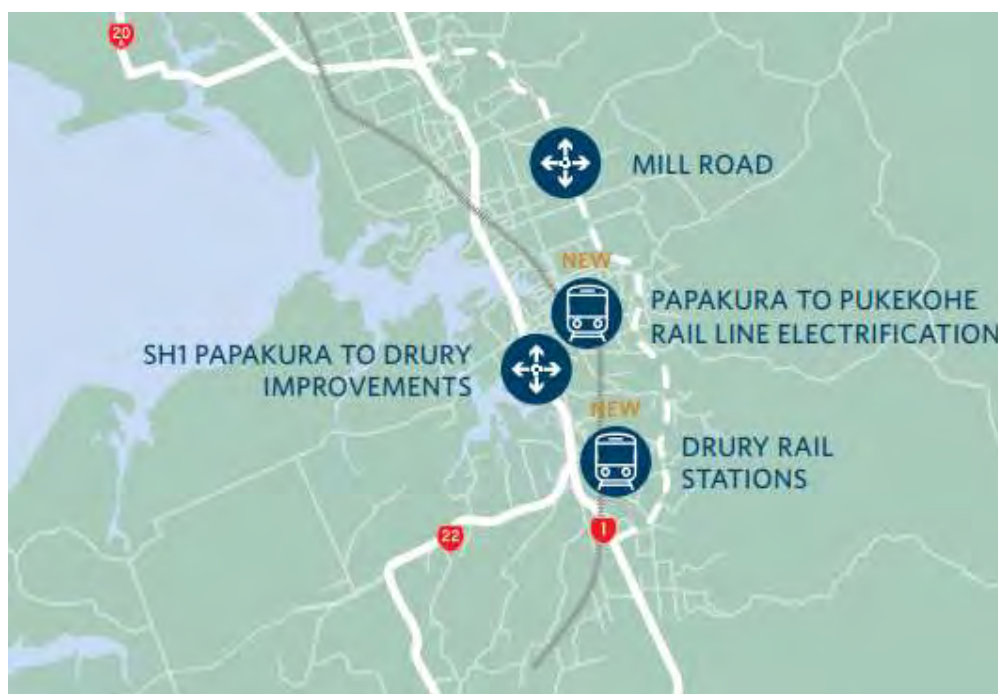 20
A
MILL ROAD
NEW
PAPAKURA TO PUKEKOHE
RAIL LINE ELECTRIFICATION
SH1 PAPAKURA TO DRURY
IMPROVEMENTS
NEW
DRURY RAIL
STATIONS
1
22